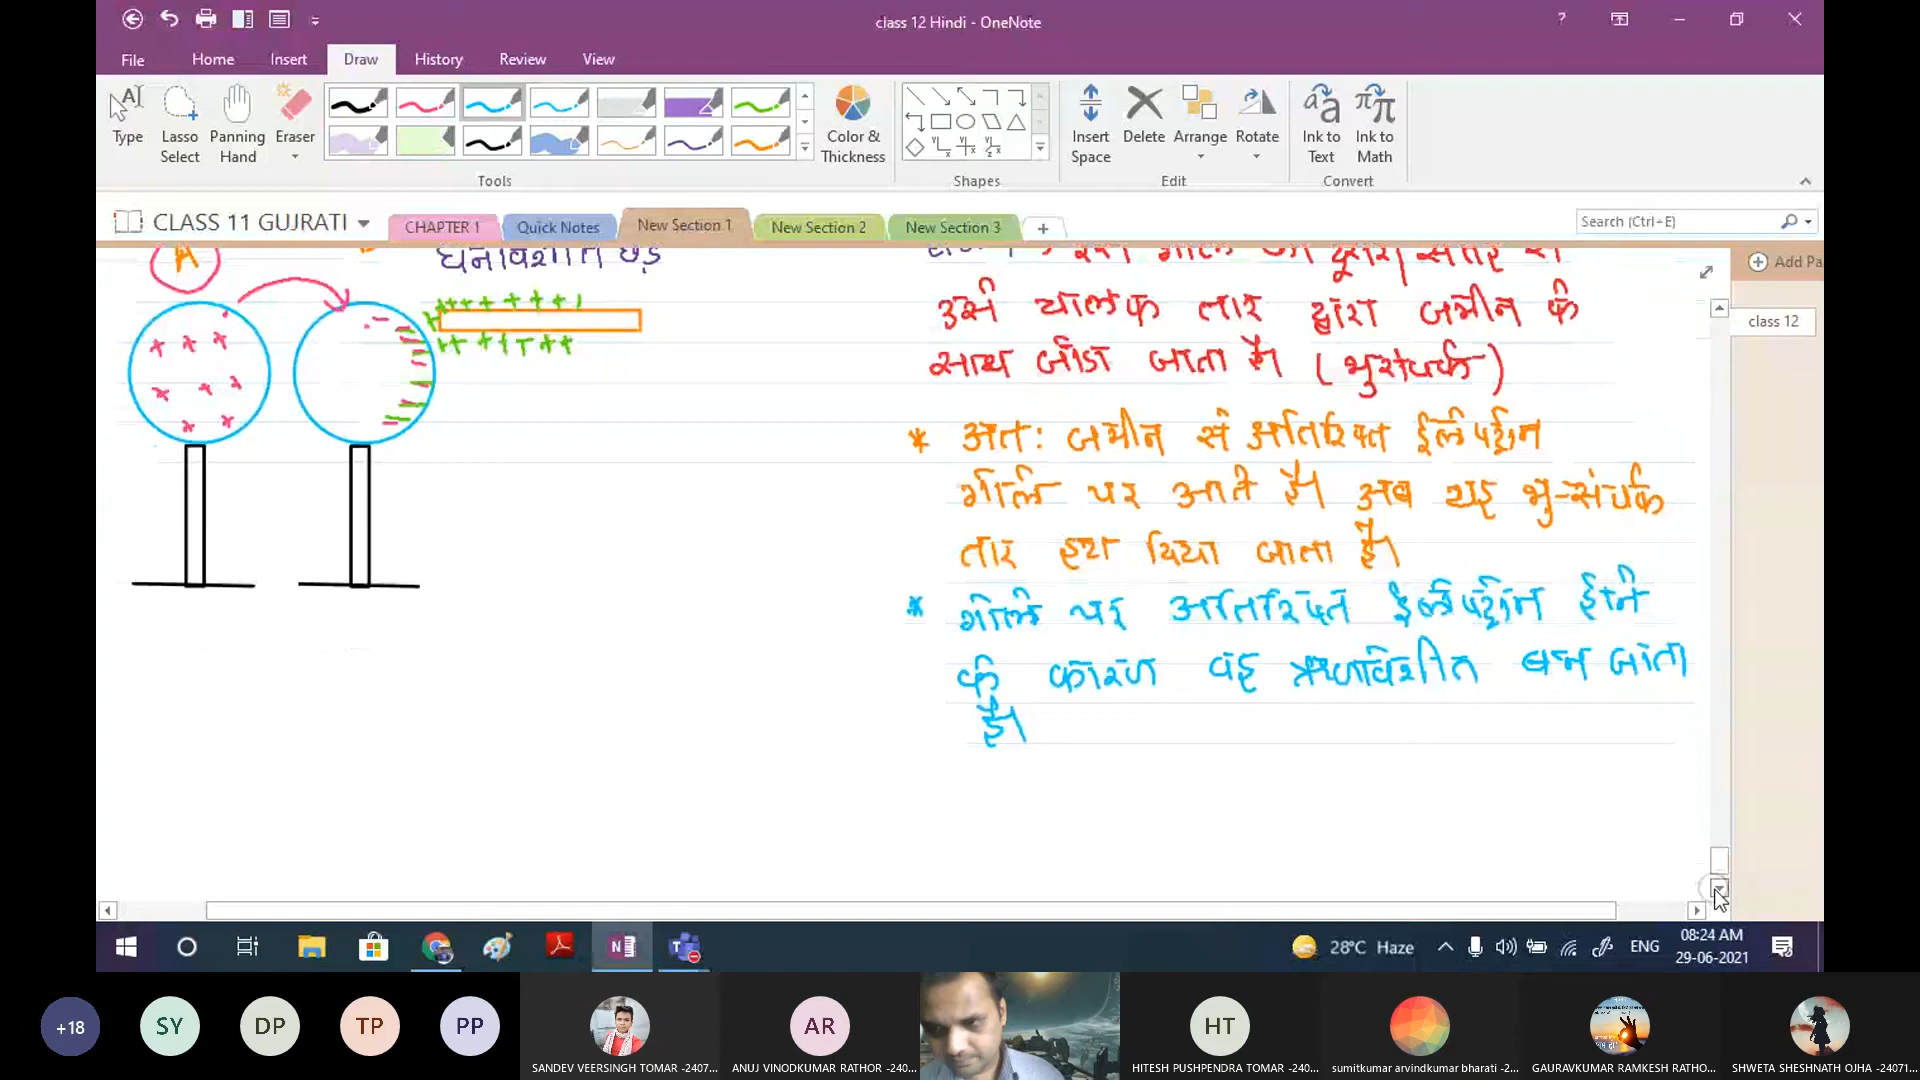 class 12 Hindi - OneNote
?
File
Home
Insert
Draw
History
Review
View
Type
Lasso Select
Panning Hand
Eraser
Color & Thickness
Insert Space
Delete
Arrange
Rotate
Ink to Text
Ink to Math
Tools
Shapes
Edit
Convert
CLASS 11 GUJRATI
CHAPTER 1
Quick Notes
New Section 1
New Section 2
New Section 3
Search (Ctrl+E)
Add Pa
class 12
A
धनविभारित छड़
उसे चालक तार द्वारा जमीन के
साथ जोडा जाता है। (भुसंपर्क)
* अत: जमीन से अतिरिक्त ईलेक्ट्रोन
गोले पर आते है। अब यह भु-संपर्क
तार हटा दिया जाता है।
* गोले पर अतिरिक्त ईलेक्ट्रोन होने
के कारण वह ऋणविभारित बन जाता
है।
28°C Haze
ENG
08:24 AM
29-06-2021
+18
SY
DP
TP
PP
AR
HT
SANDEV VEERSINGH TOMAR -2407...
ANUJ VINODKUMAR RATHOR -240...
HITESH PUSHPENDRA TOMAR -240...
sumitkumar arvindkumar bharati -2...
GAURAVKUMAR RAMKESH RATHO...
SHWETA SHESHNATH OJHA -24071...